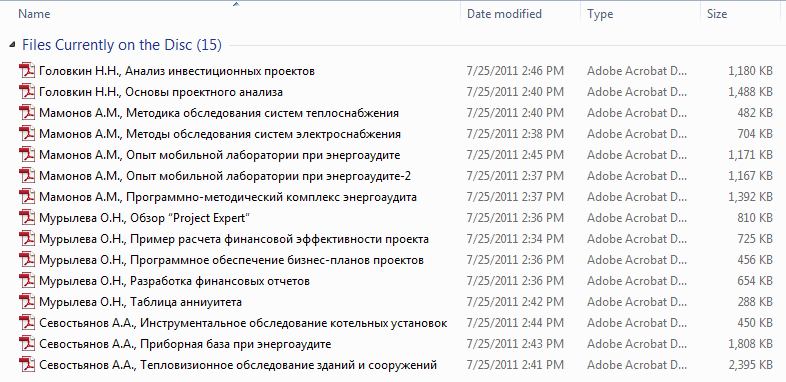 Name Date modified Type Size
Files Currently on the Disc (15)
Головкин Н.Н., Анализ инвестиционных проектов 7/25/2011 2:46 PM Adobe Acrobat D... 1,180 KB
Головкин Н.Н., Основы проектного анализа 7/25/2011 2:40 PM Adobe Acrobat D... 1,488 KB
Мамонов А.М., Методика обследования систем теплоснабжения 7/25/2011 2:40 PM Adobe Acrobat D... 482 KB
Мамонов А.М., Методы обследования систем электроснабжения 7/25/2011 2:38 PM Adobe Acrobat D... 704 KB
Мамонов А.М., Опыт мобильной лаборатории при энергоаудите 7/25/2011 2:45 PM Adobe Acrobat D... 1,171 KB
Мамонов А.М., Опыт мобильной лаборатории при энергоаудите-2 7/25/2011 2:37 PM Adobe Acrobat D... 1,167 KB
Мамонов А.М., Программно-методический комплекс энергоаудита 7/25/2011 2:37 PM Adobe Acrobat D... 1,392 KB
Мурылева О.Н., Обзор “Project Expert” 7/25/2011 2:36 PM Adobe Acrobat D... 810 KB
Мурылева О.Н., Пример расчета финансовой эффективности проекта 7/25/2011 2:34 PM Adobe Acrobat D... 725 KB
Мурылева О.Н., Программное обеспечение бизнес-планов проектов 7/25/2011 2:36 PM Adobe Acrobat D... 456 KB
Мурылева О.Н., Разработка финансовых отчетов 7/25/2011 2:36 PM Adobe Acrobat D... 654 KB
Мурылева О.Н., Таблица анниуитета 7/25/2011 2:42 PM Adobe Acrobat D... 288 KB
Севостьянов А.А., Инструментальное обследование котельных установок 7/25/2011 2:44 PM Adobe Acrobat D... 450 KB
Севостьянов А.А., Приборная база при энергоаудите 7/25/2011 2:43 PM Adobe Acrobat D... 1,808 KB
Севостьянов А.А., Тепловизионное обследование зданий и сооружений 7/25/2011 2:41 PM Adobe Acrobat D... 2,395 KB